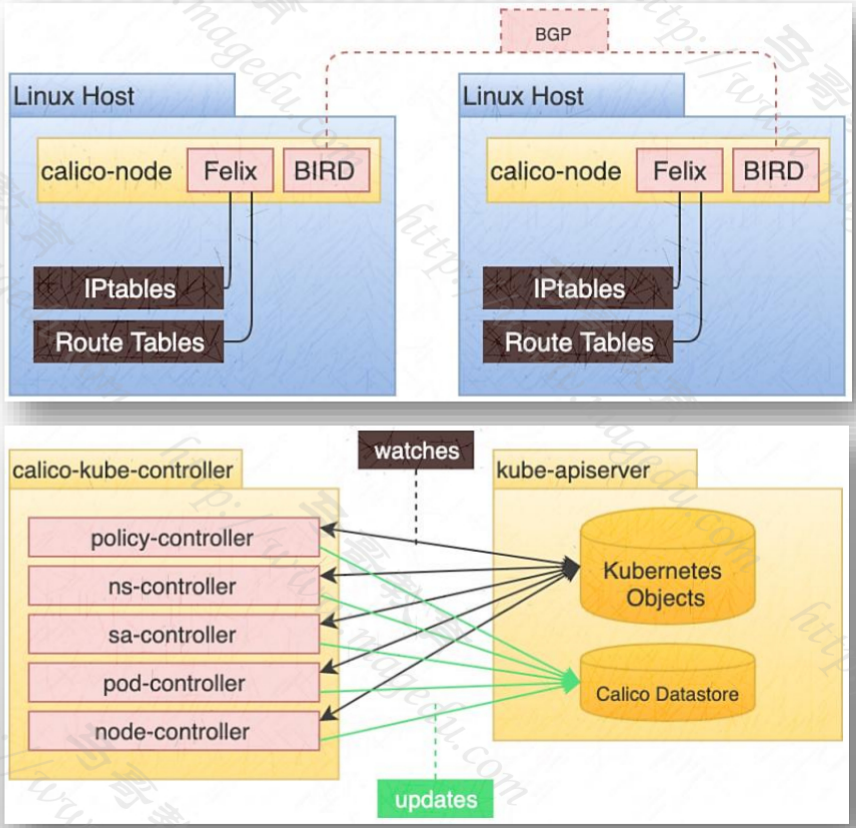 BGP
Linux Host
Linux Host
calico-node
Felix
BIRD
calico-node
Felix
BIRD
IPtables
IPtables
Route Tables
Route Tables
watches
calico-kube-controller
kube-apiserver
policy-controller
ns-controller
sa-controller
pod-controller
node-controller
Kubernetes
Objects
Calico Datastore
updates